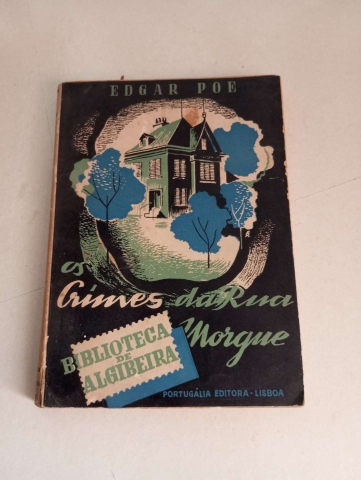 EDGAR POE
os
Crimes da Rua
Morgue
BIBLIOTECA
DE
ALGIBEIRA
PORTUGÁLIA EDITORA - LISBOA